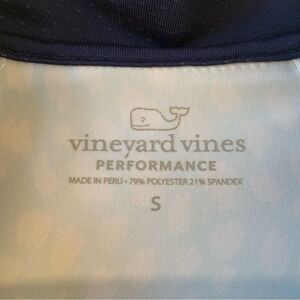 vineyard vines
PERFORMANCE
MADE IN PERU • 79% POLYESTER 21% SPANDEX
S